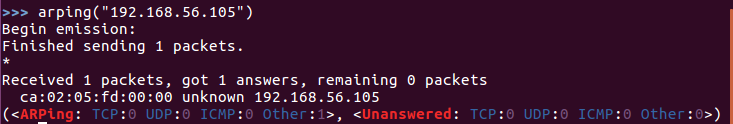 >>> arping("192.168.56.105")
Begin emission:
Finished sending 1 packets.
*
Received 1 packets, got 1 answers, remaining 0 packets
  ca:02:05:fd:00:00 unknown 192.168.56.105
(<ARPing: TCP:0 UDP:0 ICMP:0 Other:1>, <Unanswered: TCP:0 UDP:0 ICMP:0 Other:0>)